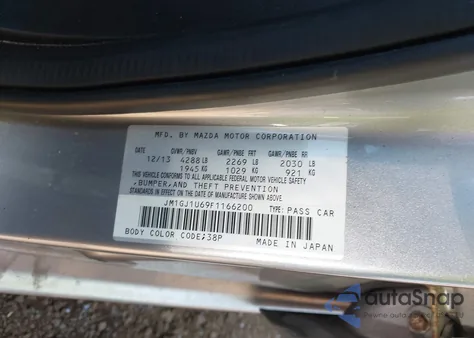 MFD. BY MAZDA MOTOR CORPORATION
DATE GVWR/PNBV GAWR/PNBE FRT GAWR/PNBE RR
12/13 4288 LB 2269 LB 2030 LB
1945 KG 1029 KG 921 KG
THIS VEHICLE CONFORMS TO ALL APPLICABLE FEDERAL MOTOR VEHICLE SAFETY,
BUMPER, AND THEFT PREVENTION
STANDARDS IN EFFECT ON THE DATE OF MANUFACTURE SHOWN ABOVE.
JM1GJ1U69F1166200 TYPE: PASS CAR
BODY COLOR CODE:38P MADE IN JAPAN
autoSnap